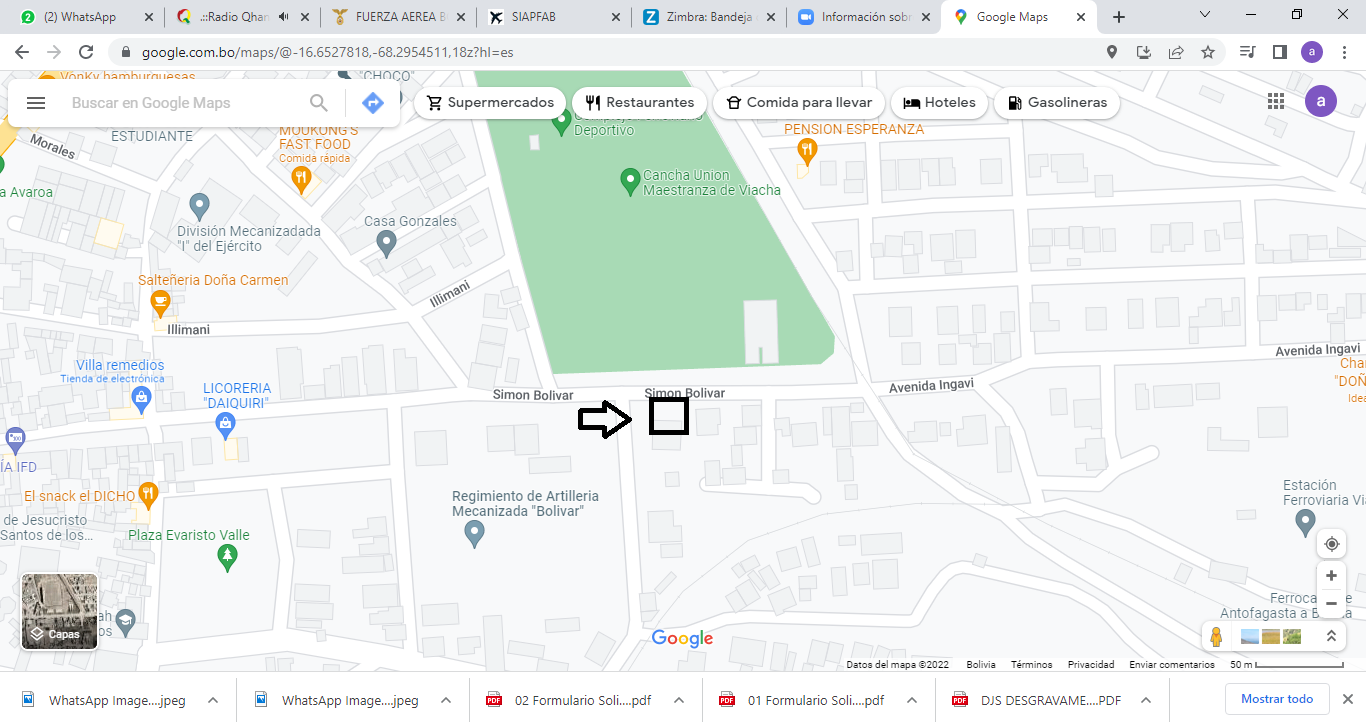 (2) WhatsApp
.::Radio Qhan
FUERZA AEREA B
SIAPFAB
Zimbra: Bandeja
Información sobr
Google Maps
google.com.bo/maps/@-16.6527818,-68.2954511,18z?hl=es
a
VonKy hamburguesas
"CHOCO"
Buscar en Google Maps
Supermercados
Restaurantes
Comida para llevar
Hoteles
Gasolineras
a
ESTUDIANTE
Morales
MOUKONG'S
FAST FOOD
Comida rápida
Deportivo
PENSION ESPERANZA
Cancha Union
Maestranza de Viacha
a Avaroa
División Mecanizadada
"I" del Ejército
Casa Gonzales
Salteñeria Doña Carmen
Illimani
Illimani
Villa remedios
Tienda de electrónica
LICORERIA
"DAIQUIRI"
Simon Bolivar
Simon Bolivar
Avenida Ingavi
Avenida Ingavi
Char
"DOÑ
Idea
ÍA IFD
El snack el DICHO
Regimiento de Artilleria
Mecanizada "Bolivar"
Estación
Ferroviaria Via
de Jesucristo
Santos de los...
Plaza Evaristo Valle
Capas
Ferroca
Antofagasta a B
Google
Datos del mapa ©2022
Bolivia
Términos
Privacidad
Enviar comentarios
50 m
WhatsApp Image....jpeg
WhatsApp Image....jpeg
02 Formulario Soli....pdf
01 Formulario Soli....pdf
DJS DESGRAVAME....PDF
Mostrar todo